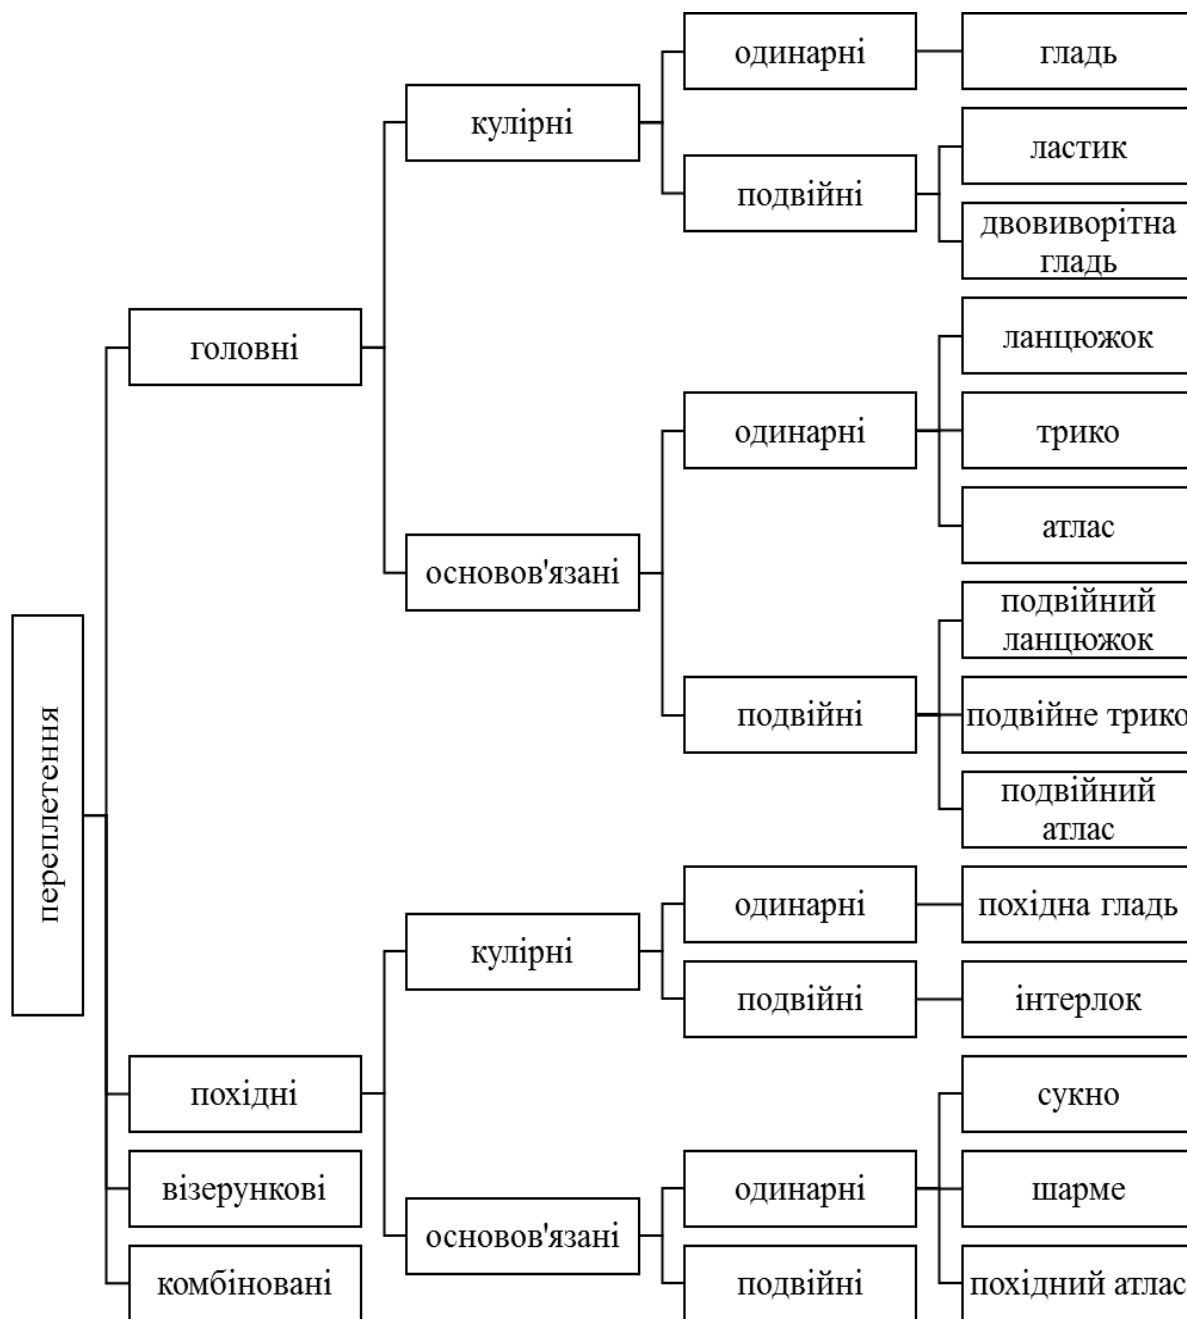 переплетення
головні
кулірні
одинарні
гладь
подвійні
ластик
двовиворітна
гладь
основов'язані
одинарні
ланцюжок
трико
атлас
подвійні
подвійний
ланцюжок
подвійне трико
подвійний
атлас
похідні
кулірні
одинарні
похідна гладь
подвійні
інтерлок
основов'язані
одинарні
сукно
шарме
похідний атлас
подвійні
візерункові
комбіновані